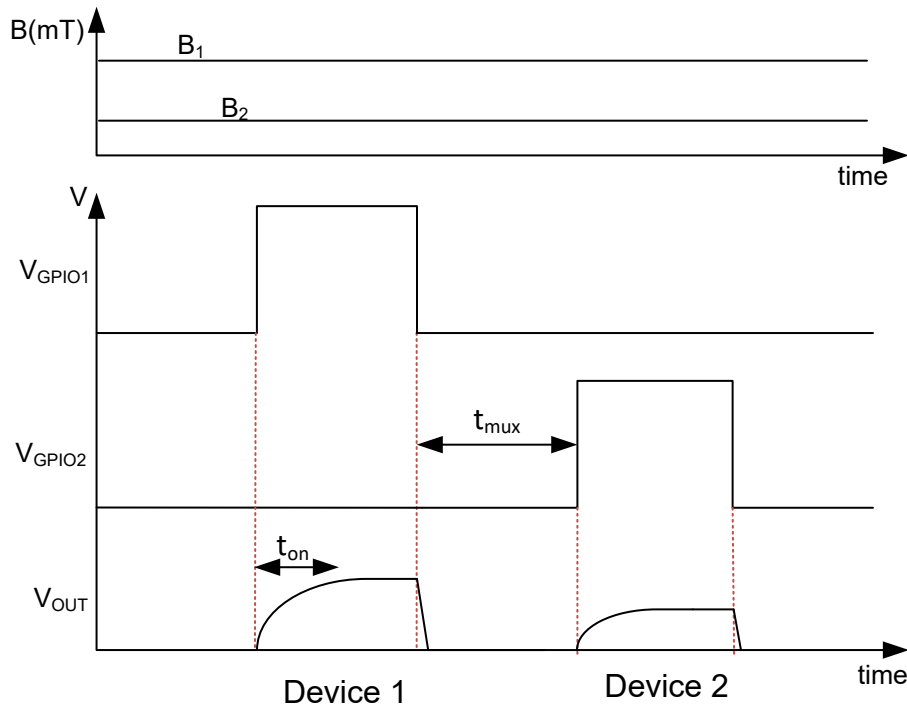 B(mT)
B1
B2
time
V
VGPIO1
tmux
VGPIO2
ton
VOUT
time
Device 1
Device 2